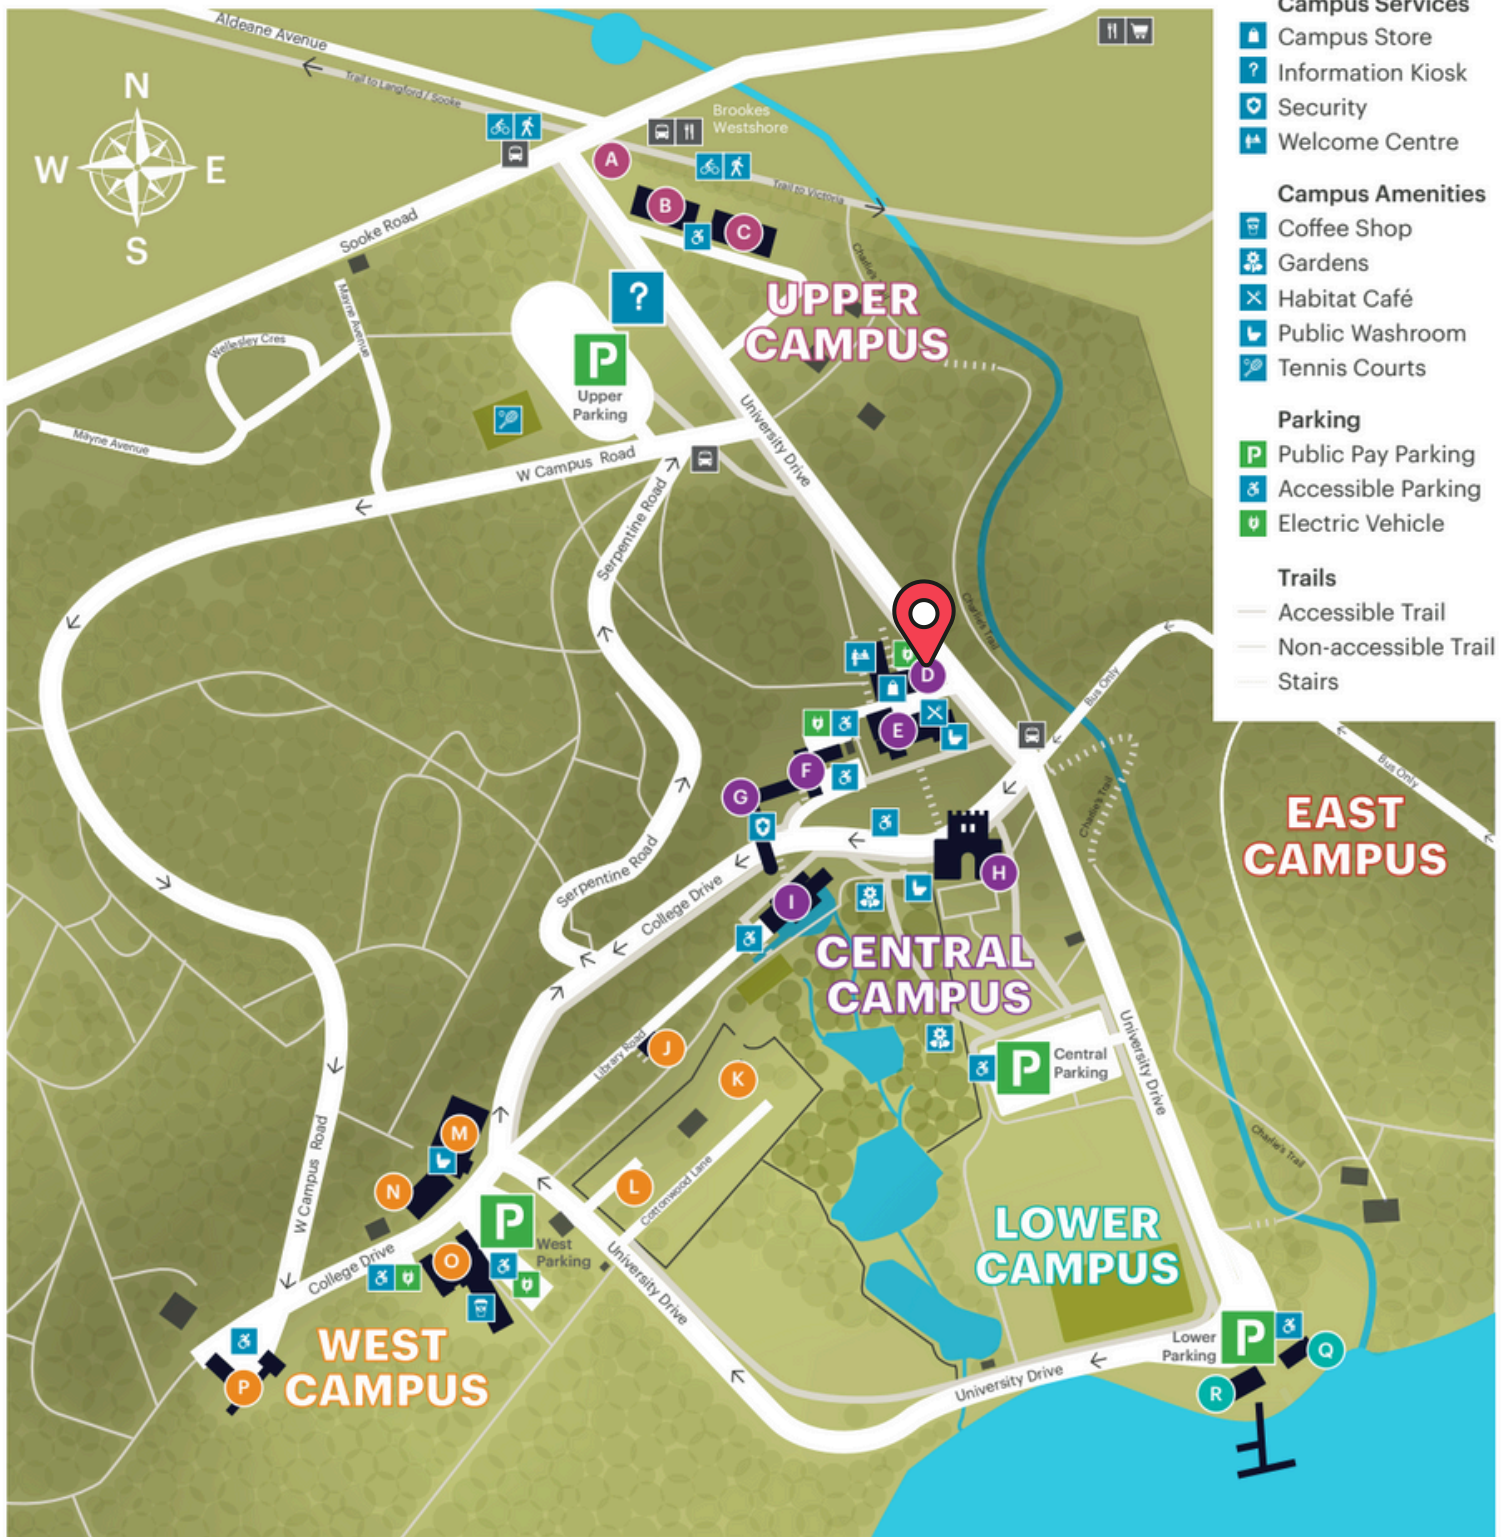 Campus Services
Campus Store
? Information Kiosk
Security
Welcome Centre
Campus Amenities
Coffee Shop
Gardens
Habitat Café
Public Washroom
Tennis Courts
Parking
P Public Pay Parking
Accessible Parking
Electric Vehicle
Trails
Accessible Trail
Non-accessible Trail
Stairs
N
W E
S
Aldeane Avenue
Trail to Langford / Sooke
Brookes
Westshore
A
B
C
Trail to Victoria
Sooke Road
Charlie's
Mayne Avenue
Wellesley Cres
Mayne Avenue
?
P
Upper
Parking
UPPER
CAMPUS
University Drive
W Campus Road
Serpentine Road
Charlie's Trail
D
E
F
G
H
I
Bus Only
Bus Only
Charlie's Trail
EAST
CAMPUS
Serpentine Road
College Drive
CENTRAL
CAMPUS
Library Road
J
K
L
P
Central
Parking
University Drive
Charlie's Trail
M
N
O
P
West
Parking
Cottonwood Lane
W Campus Road
College Drive
University Drive
LOWER
CAMPUS
WEST
CAMPUS
P
Lower
Parking
P
Q
R
University Drive